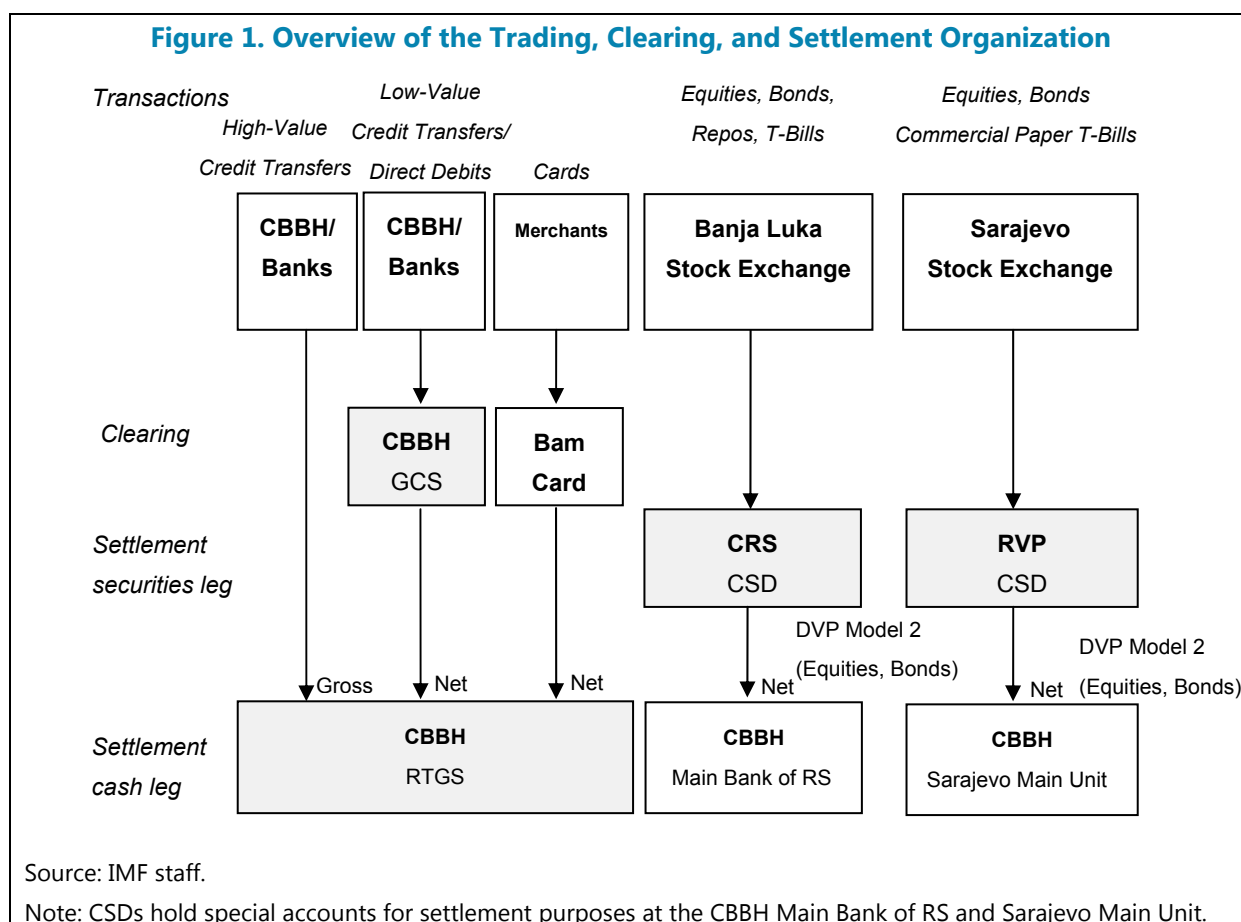 Figure 1. Overview of the Trading, Clearing, and Settlement Organization
Transactions
High-Value
Credit Transfers
Low-Value
Credit Transfers/
Direct Debits
Cards
Equities, Bonds,
Repos, T-Bills
Equities, Bonds
Commercial Paper T-Bills
CBBH/
Banks
CBBH/
Banks
Merchants
Banja Luka
Stock Exchange
Sarajevo
Stock Exchange
Clearing
CBBH
GCS
Bam
Card
Settlement
securities leg
CRS
CSD
RVP
CSD
DVP Model 2
(Equities, Bonds)
DVP Model 2
(Equities, Bonds)
Gross
Net
Net
Net
Net
Settlement
cash leg
CBBH
RTGS
CBBH
Main Bank of RS
CBBH
Sarajevo Main Unit
Source: IMF staff.
Note: CSDs hold special accounts for settlement purposes at the CBBH Main Bank of RS and Sarajevo Main Unit.